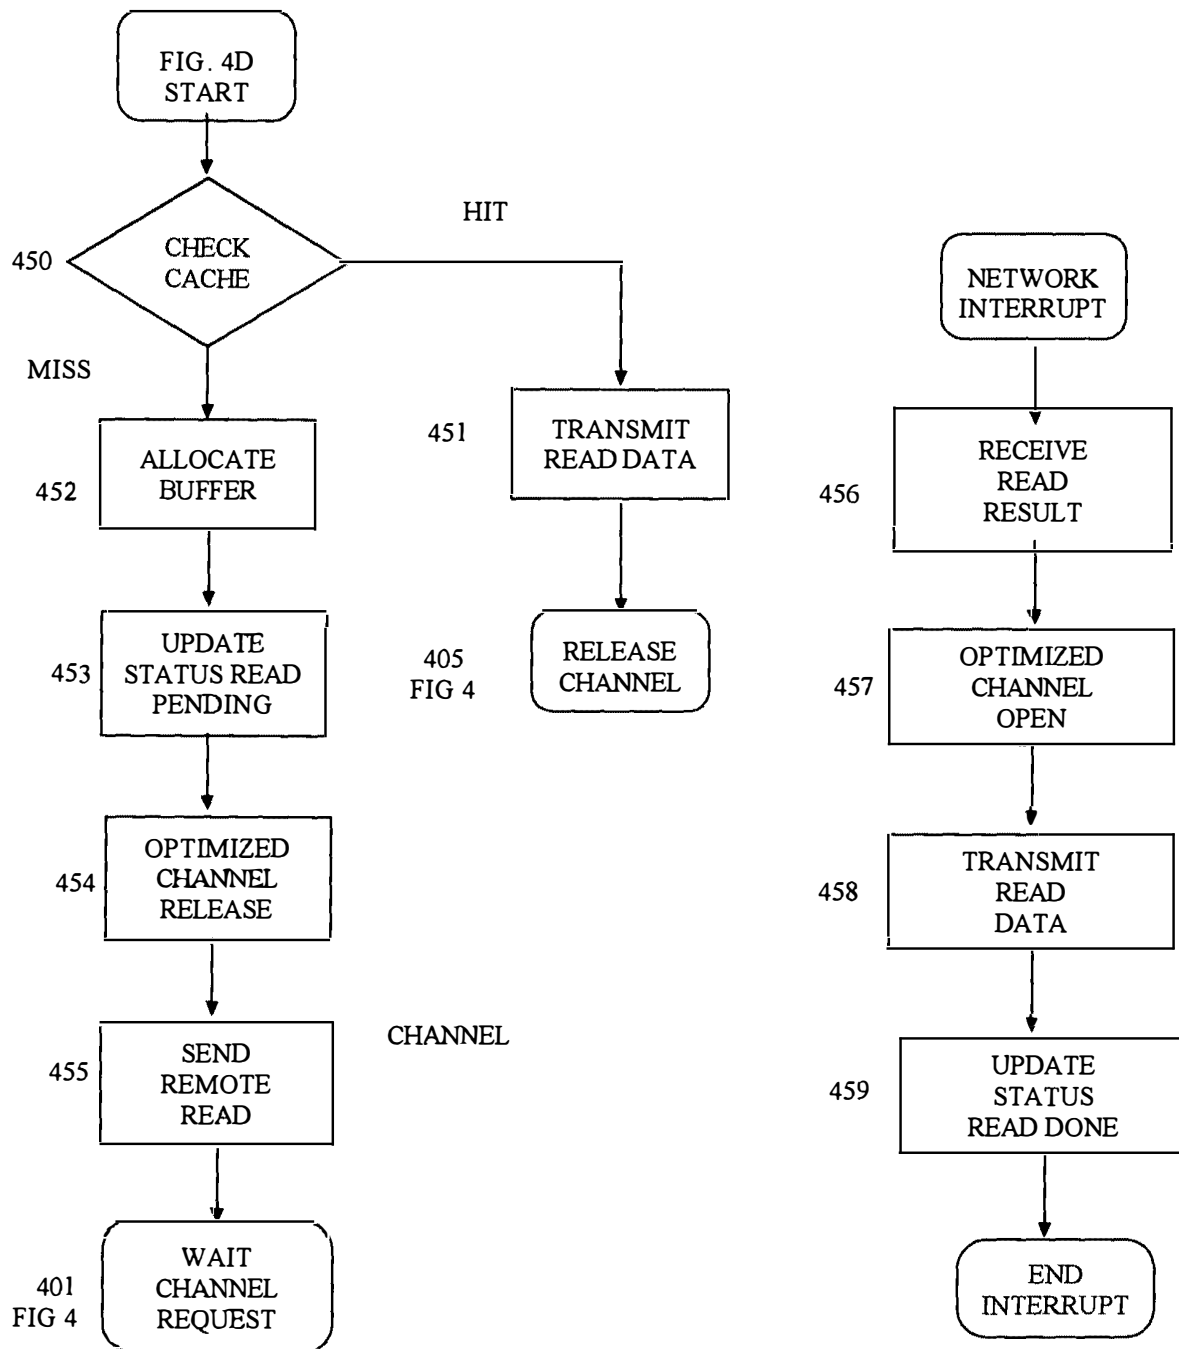 FIG. 4D
START
HIT
450
CHECK
CACHE
MISS
452
ALLOCATE
BUFFER
451
TRANSMIT
READ DATA
453
UPDATE
STATUS READ
PENDING
405
FIG 4
RELEASE
CHANNEL
454
OPTIMIZED
CHANNEL
RELEASE
455
SEND
REMOTE
READ
CHANNEL
401
FIG 4
WAIT
CHANNEL
REQUEST
NETWORK
INTERRUPT
456
RECEIVE
READ
RESULT
457
OPTIMIZED
CHANNEL
OPEN
458
TRANSMIT
READ
DATA
459
UPDATE
STATUS
READ DONE
END
INTERRUPT